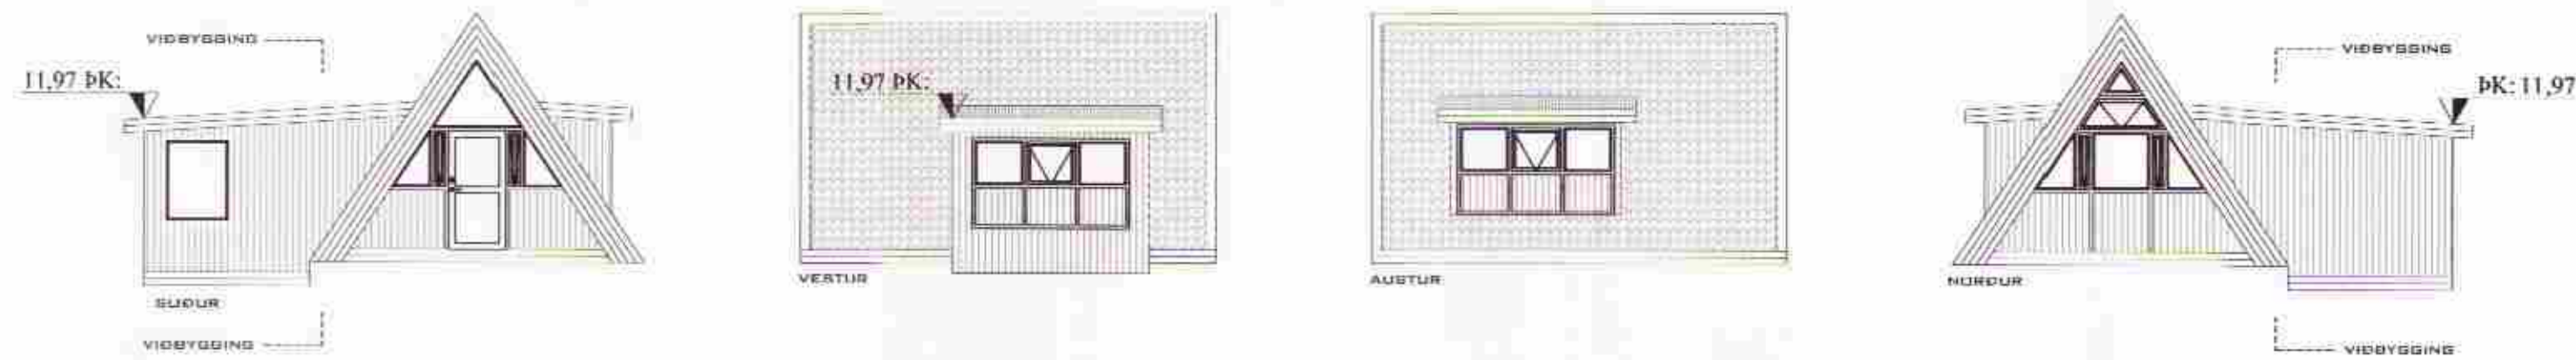 VIÐBYGGING
11,97 ÞK:
SUÐUR
VIÐBYGGING
11,97 ÞK:
VESTUR
AUSTUR
VIÐBYGGING
ÞK: 11,97
NORÐUR
VIÐBYGGING